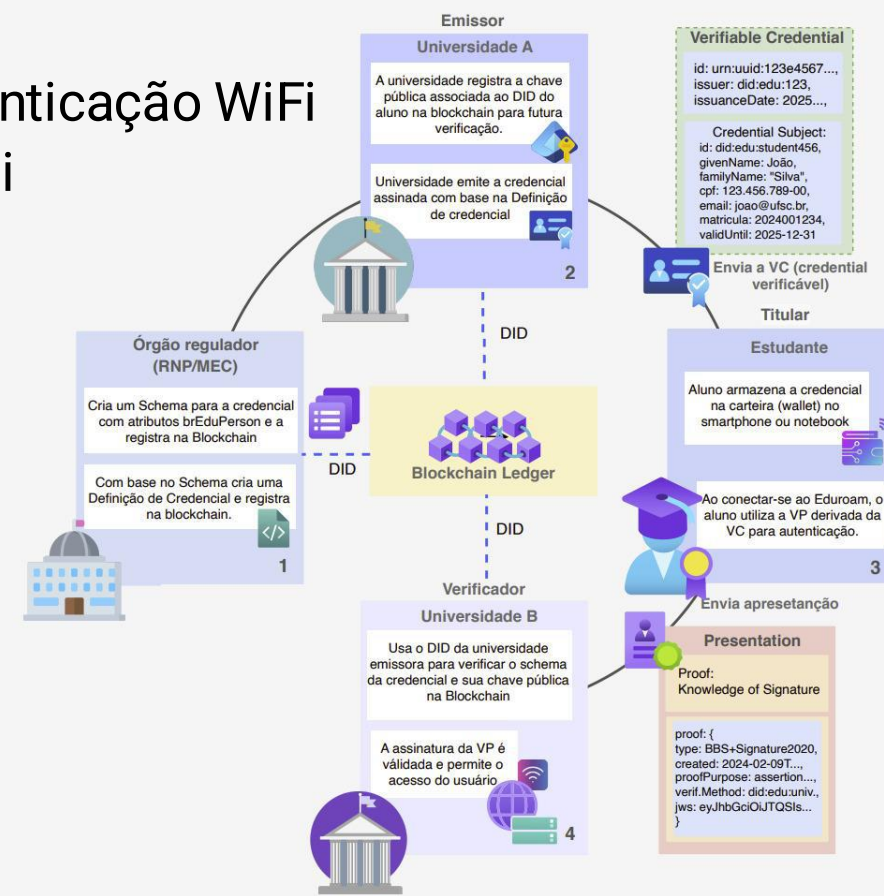 nticação WiFi
i
Emissor
Universidade A
A universidade registra a chave
pública associada ao DID do
aluno na blockchain para futura
verificação.
Universidade emite a credencial
assinada com base na Definição
de credencial
2
Verifiable Credential
id: urn:uuid:123e4567...,
issuer: did:edu:123,
issuanceDate: 2025...,
Credential Subject:
id: did:edu:student456,
givenName: João,
familyName: "Silva",
cpf: 123.456.789-00,
email: joao@ufsc.br,
matricula: 2024001234,
validUntil: 2025-12-31
Envia a VC (credential
verificável)
Órgão regulador
(RNP/MEC)
Cria um Schema para a credencial
com atributos brEduPerson e a
registra na Blockchain
Com base no Schema cria uma
Definição de Credencial e registra
na blockchain.
1
DID
DID
Blockchain Ledger
DID
Titular
Estudante
Aluno armazena a credencial
na carteira (wallet) no
smartphone ou notebook
Ao conectar-se ao Eduroam, o
aluno utiliza a VP derivada da
VC para autenticação.
3
Envia apresetanção
Verificador
Universidade B
Usa o DID da universidade
emissora para verificar o schema
da credencial e sua chave pública
na Blockchain
A assinatura da VP é
válidada e permite o
acesso do usuário
4
Presentation
Proof:
Knowledge of Signature
proof: {
type: BBS+Signature2020,
created: 2024-02-09T...,
proofPurpose: assertion...,
verif.Method: did:edu:univ.,
jws: eyJhbGciOiJTQSIs...
}